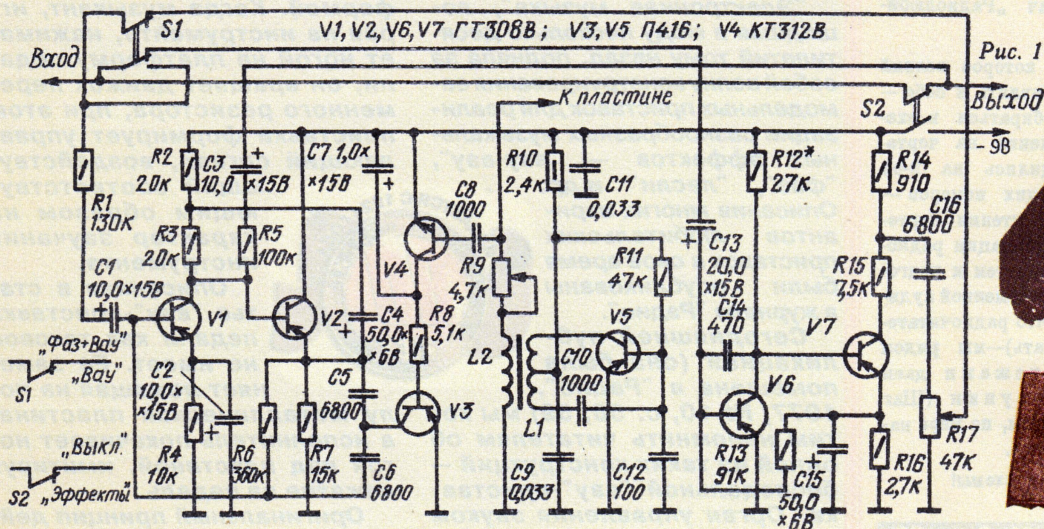 S1
V1, V2, V6, V7 ГТ308В; V3, V5 П416; V4 КТ312В
Вход
Рис. 1
К пластине
S2
Выход
-9В
R1
130к
R2
20к
C3
10,0
×15В
C7 1,0×
×15В
R3
20к
R5
100к
C8
1000
R10
2,4к
C11
0,033
R12
27к
R14
910
C16
6800
C1
10,0×15В
V1
V2
V4
C4
50,0×
×6В
R8
5,1к
R9
4,7к
R11
47к
C13
20,0
×15В
C14
470
R15
7,5к
V5
V7
„Фаз+Вау"
„Вау"
S1
C2
10,0×
×15В
C5
6800
V3
L2
L1
C10
1000
V6
„Выкл."
S2 „Эффекты"
R4
10к
R6
360к
R7
11к
C6
6800
C9
0,033
C12
100
R13
91к
C15
50,0×
×6В
R16
2,7к
R17
47к